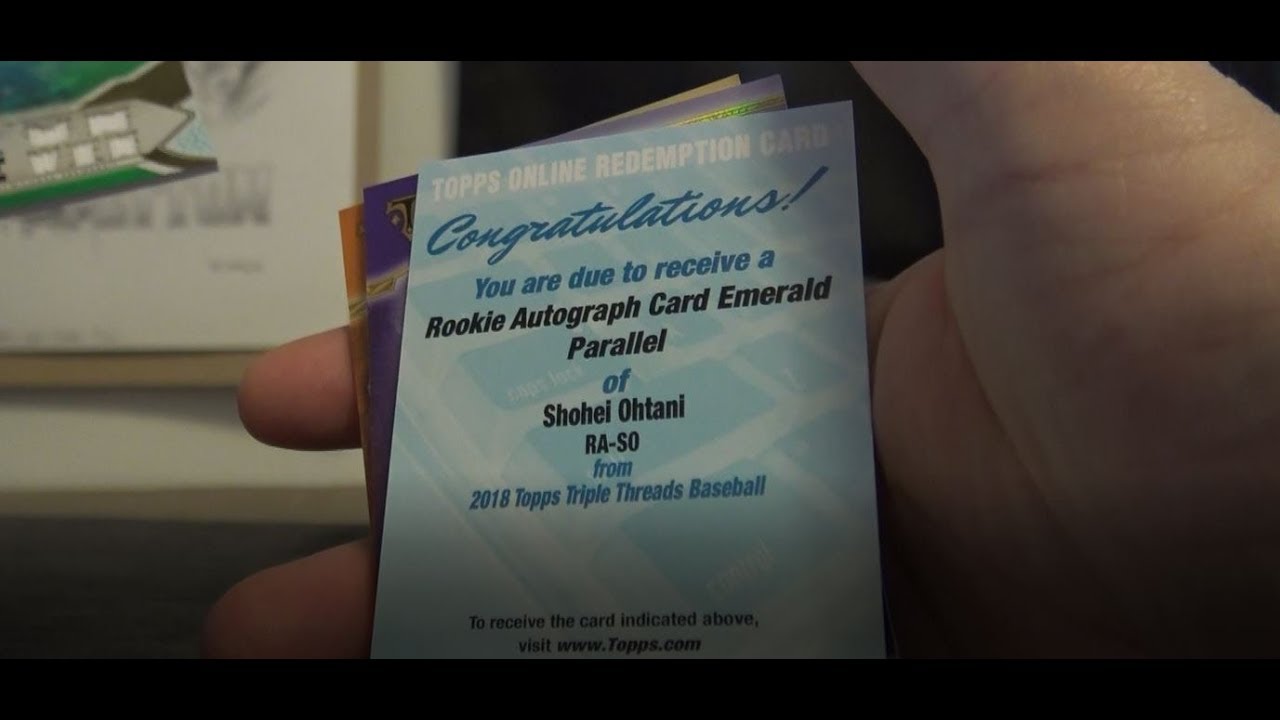 TOPPS ONLINE REDEMPTION CARD
Congratulations!
You are due to receive a
Rookie Autograph Card Emerald
Parallel
of
Shohei Ohtani
RA-SO
from
2018 Topps Triple Threads Baseball
control
To receive the card indicated above,
visit www.Topps.com